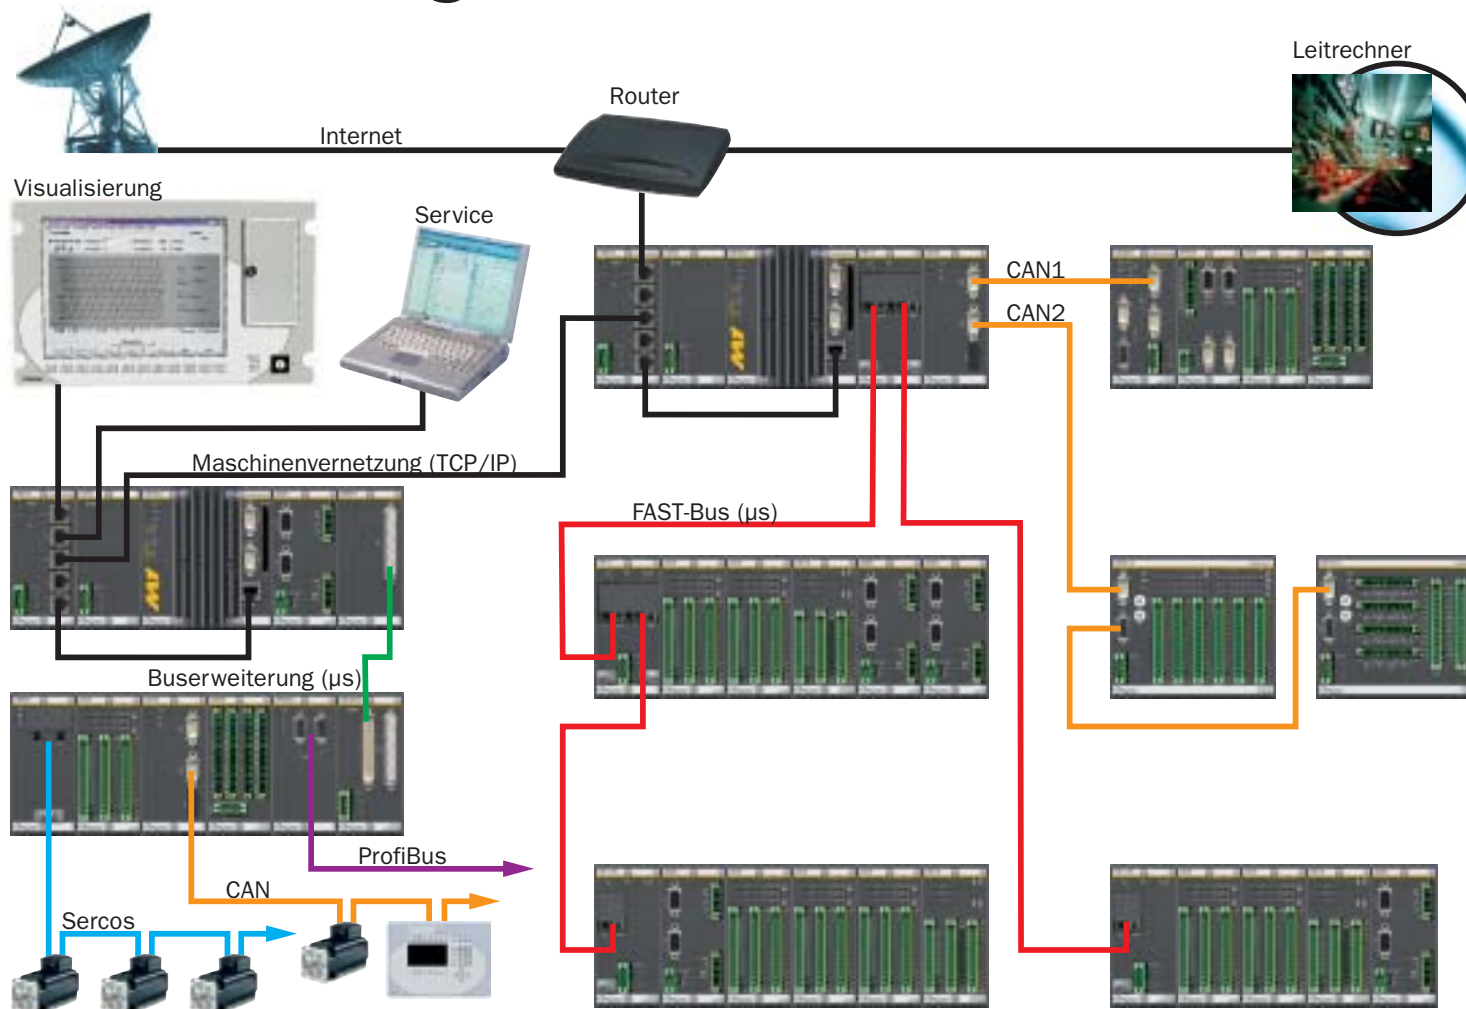 Leitrechner
Router
Internet
Visualisierung
Service
CAN1
CAN2
Maschinenvernetzung (TCP/IP)
FAST-Bus (µs)
Buserweiterung (µs)
ProfiBus
CAN
Sercos